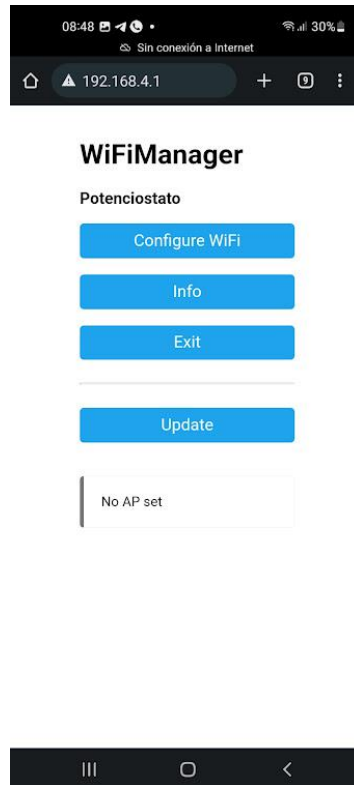 08:48
30%
Sin conexión a Internet
192.168.4.1
9
WiFiManager
Potenciostato
Configure WiFi
Info
Exit
Update
No AP set